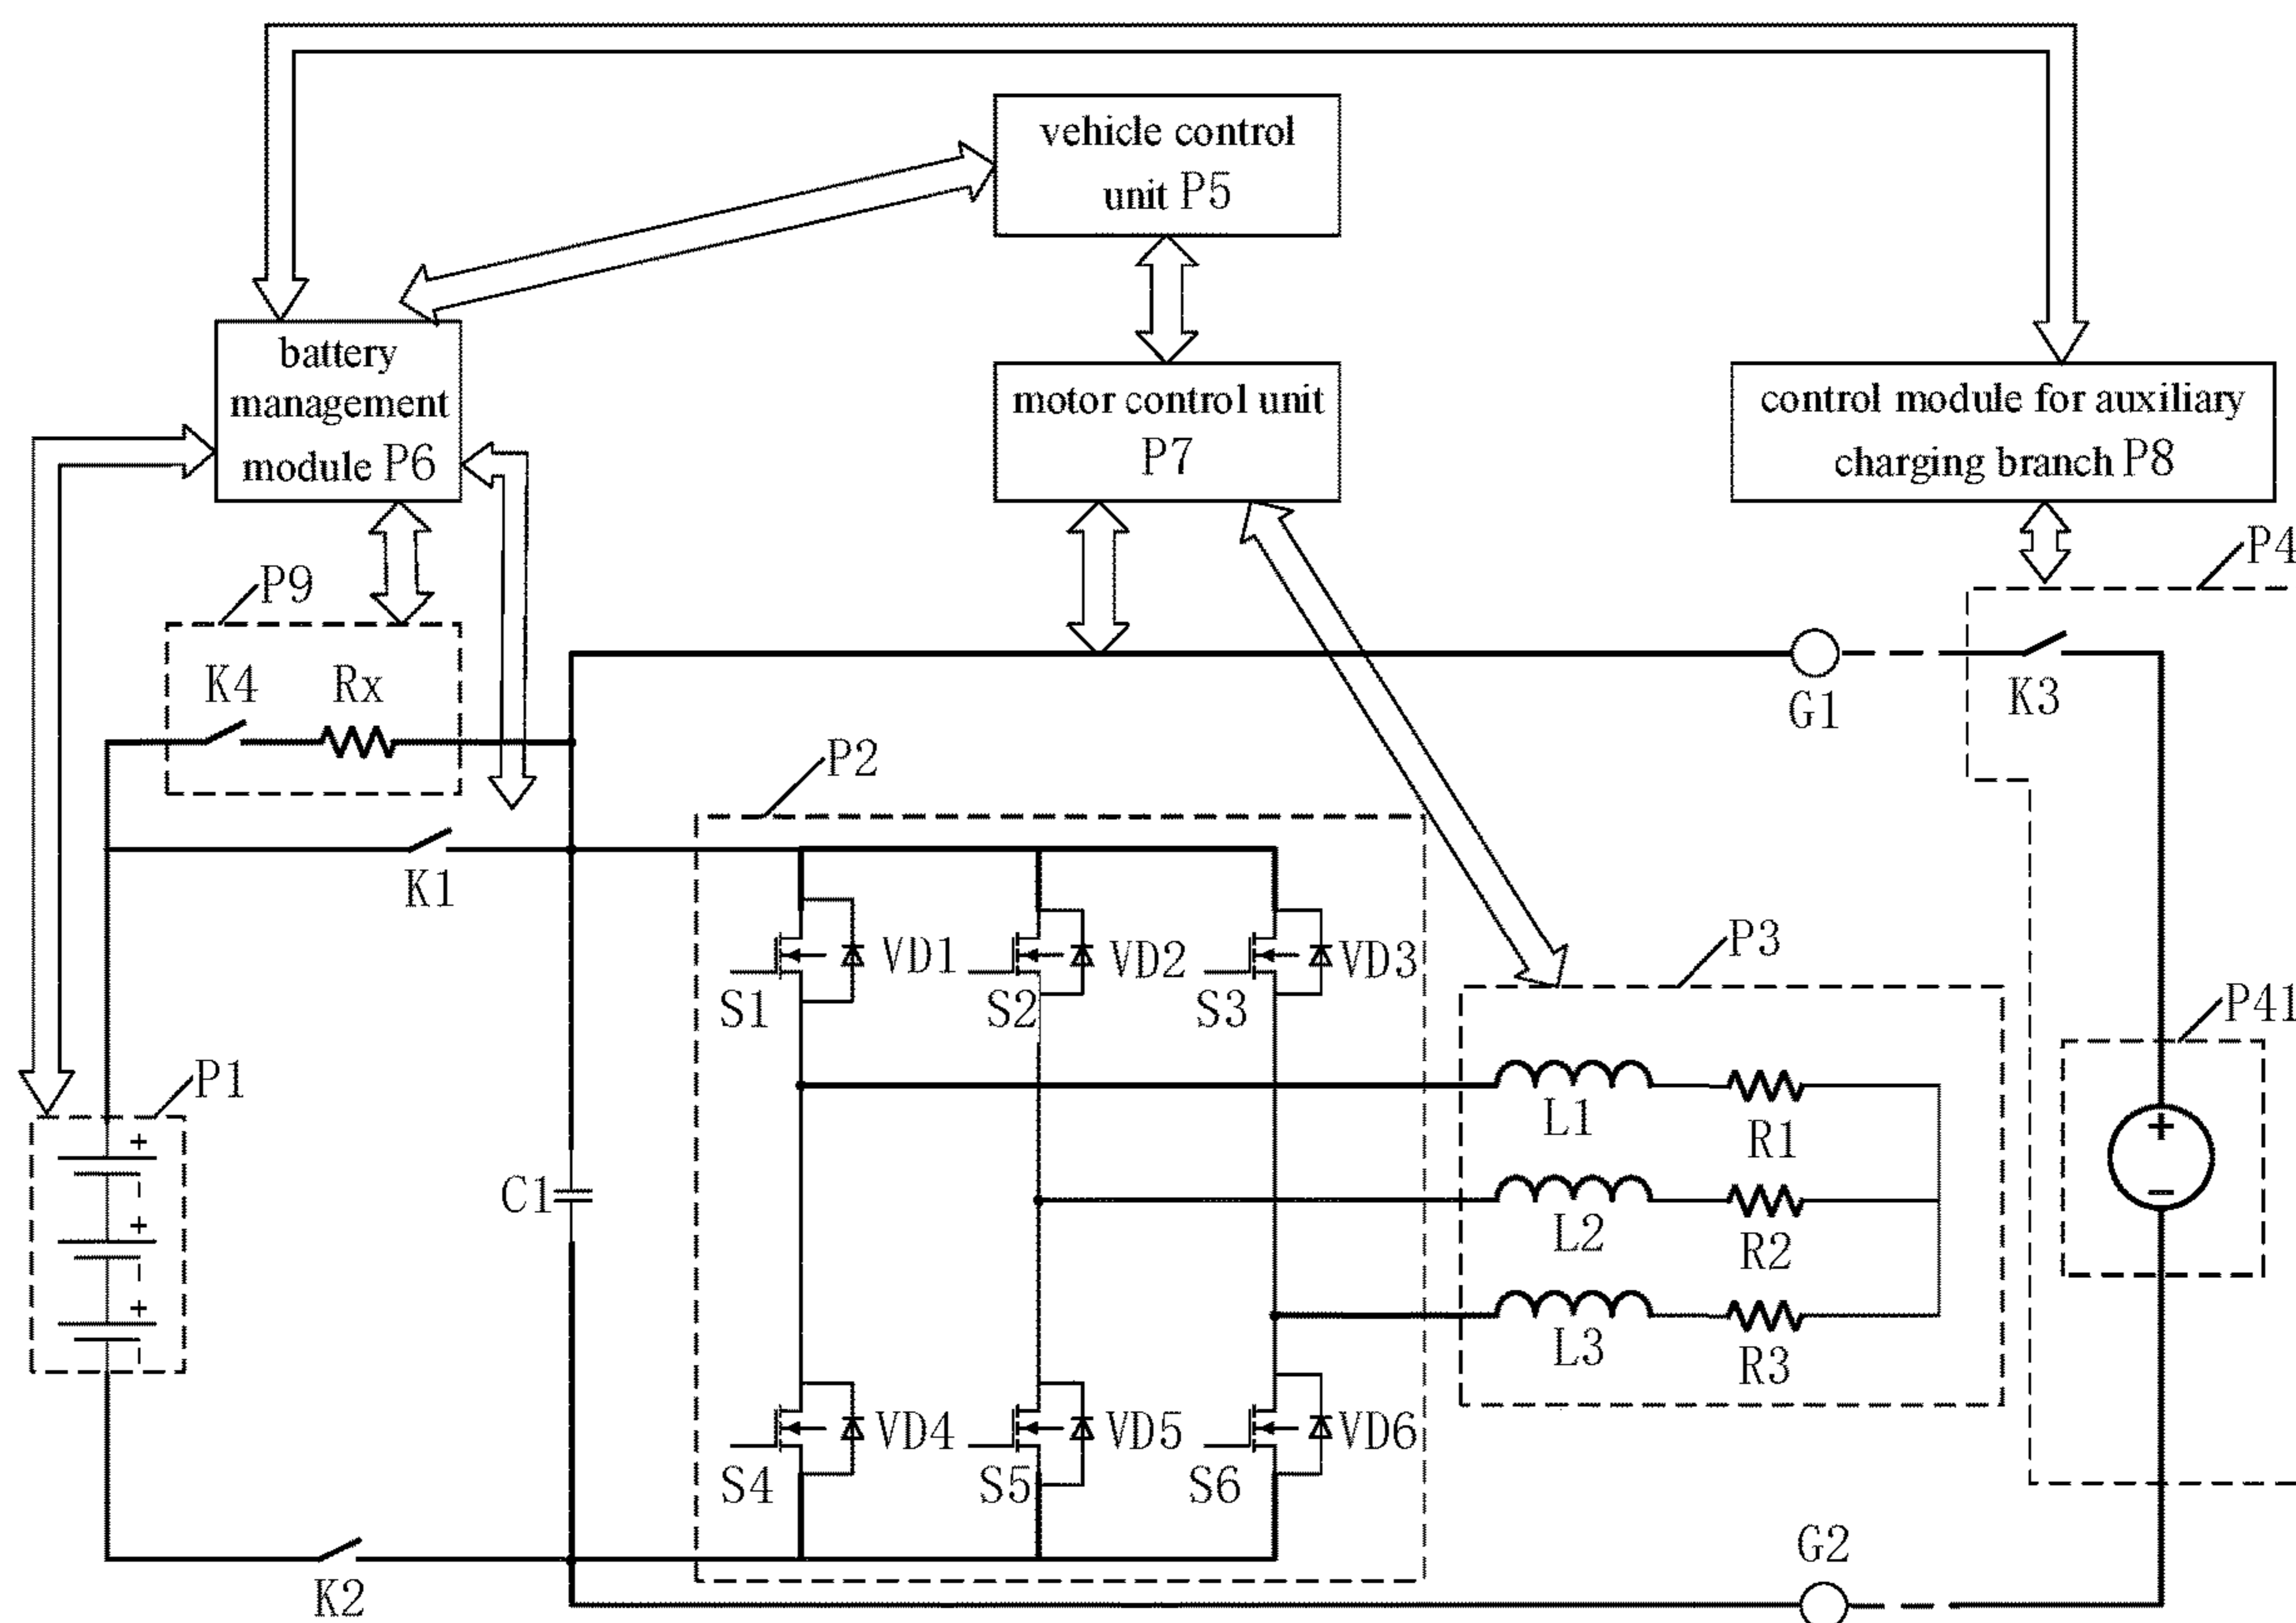 vehicle control
unit P5
battery
management
module P6
motor control unit
P7
control module for auxiliary
charging branch P8
P4
P9
K4 Rx
G1
K3
P2
K1
VD1
VD2
VD3
S1
S2
S3
P3
P41
P1
+
+
+
L1
R1
C1
L2
R2
L3
R3
+
−
VD4
VD5
VD6
S4
S5
S6
K2
G2